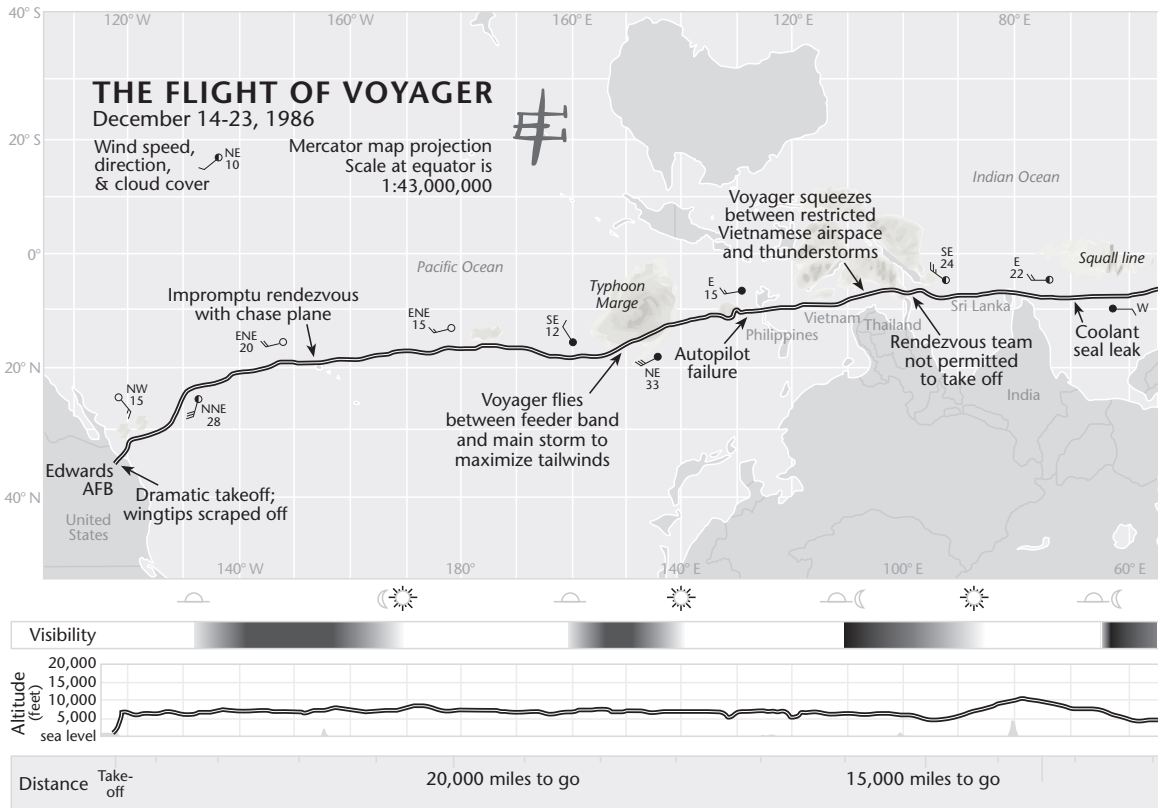 40° S
120° W
160° W
160° E
120° E
80° E
THE FLIGHT OF VOYAGER
December 14-23, 1986
Wind speed,
direction,
& cloud cover
NE
10
Mercator map projection
Scale at equator is
1:43,000,000
20° S
Indian Ocean
Voyager squeezes
between restricted
Vietnamese airspace
and thunderstorms
0°
Pacific Ocean
Typhoon
Marge
E
15
SE
24
E
22
Squall line
Impromptu rendezvous
with chase plane
ENE
20
ENE
15
SE
12
NE
33
Autopilot
failure
Philippines
Vietnam
Thailand
Sri Lanka
W
Coolant
seal leak
Rendezvous team
not permitted
to take off
India
20° N
NW
15
NNE
28
Voyager flies
between feeder band
and main storm to
maximize tailwinds
Edwards
AFB
Dramatic takeoff;
wingtips scraped off
40° N
United
States
140° W
180°
140° E
100° E
60° E
Visibility
Altitude
(feet)
20,000
15,000
10,000
5,000
sea level
Distance
Take-
off
20,000 miles to go
15,000 miles to go